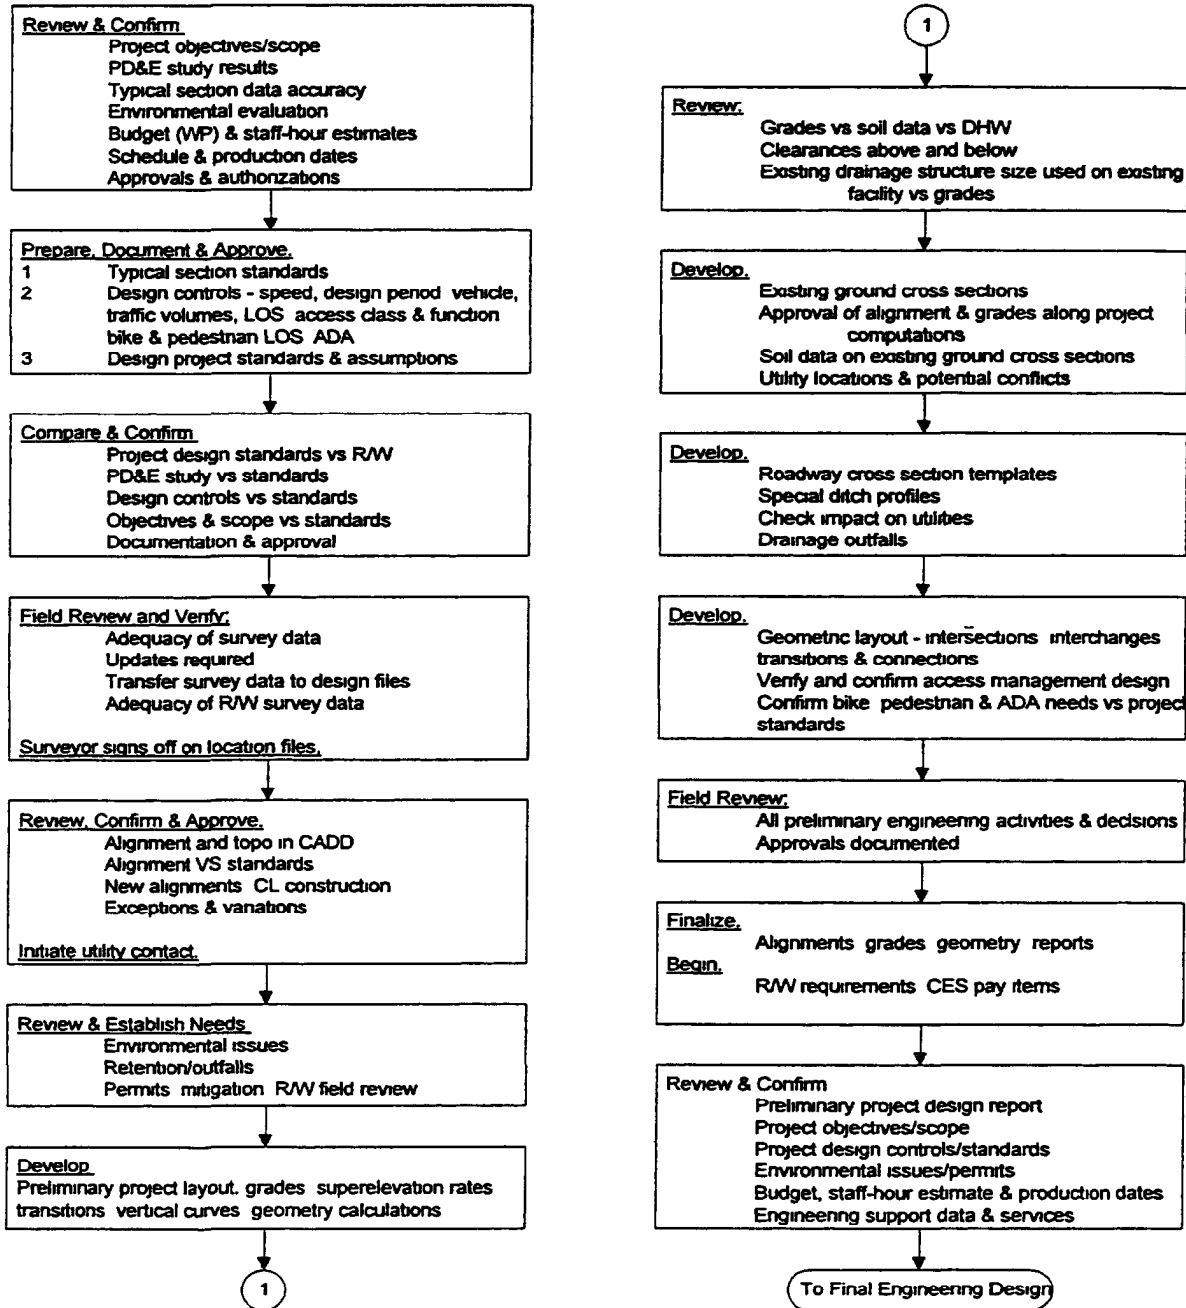 Review & Confirm
Project objectives/scope
PD&E study results
Typical section data accuracy
Environmental evaluation
Budget (WP) & staff-hour estimates
Schedule & production dates
Approvals & authorizations
Prepare, Document & Approve.
1 Typical section standards
2 Design controls - speed, design period vehicle,
traffic volumes, LOS access class & function
bike & pedestrian LOS ADA
3 Design project standards & assumptions
Compare & Confirm
Project design standards vs R/W
PD&E study vs standards
Design controls vs standards
Objectives & scope vs standards
Documentation & approval
Field Review and Verify:
Adequacy of survey data
Updates required
Transfer survey data to design files
Adequacy of R/W survey data
Surveyor signs off on location files.
Review, Confirm & Approve.
Alignment and topo in CADD
Alignment VS standards
New alignments CL construction
Exceptions & variations
Initiate utility contact.
Review & Establish Needs
Environmental issues
Retention/outfalls
Permits mitigation R/W field review
Develop
Preliminary project layout. grades superelevation rates
transitions vertical curves geometry calculations
1
1
Review:
Grades vs soil data vs DHW
Clearances above and below
Existing drainage structure size used on existing
facility vs grades
Develop.
Existing ground cross sections
Approval of alignment & grades along project
computations
Soil data on existing ground cross sections
Utility locations & potential conflicts
Develop.
Roadway cross section templates
Special ditch profiles
Check impact on utilities
Drainage outfalls
Develop.
Geometric layout - intersections interchanges
transitions & connections
Verify and confirm access management design
Confirm bike pedestrian & ADA needs vs project
standards
Field Review:
All preliminary engineering activities & decisions
Approvals documented
Finalize.
Alignments grades geometry reports
Begin.
R/W requirements CES pay items
Review & Confirm
Preliminary project design report
Project objectives/scope
Project design controls/standards
Environmental issues/permits
Budget, staff-hour estimate & production dates
Engineering support data & services
To Final Engineering Design